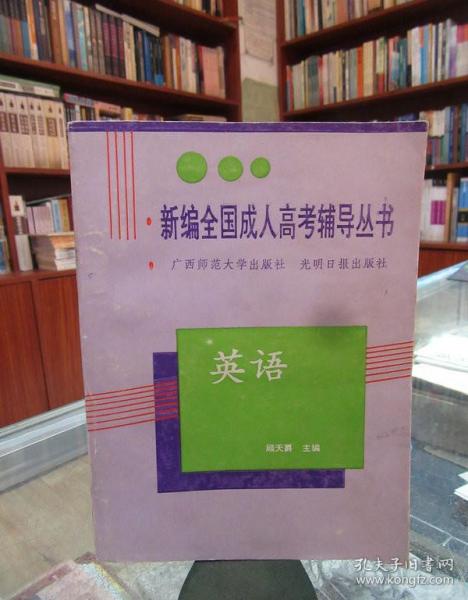 新编全国成人高考辅导丛书
广西师范大学出版社 光明日报出版社
英语
顾天爵 主编
孔夫子旧书网
www.kongfz.com